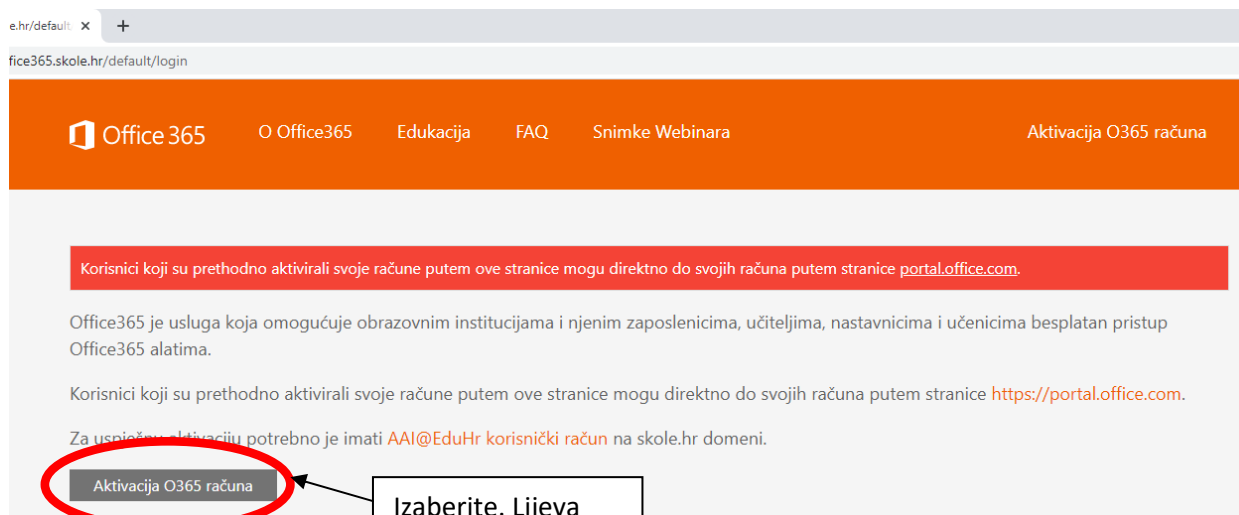 e.hr/default
fice365.skole.hr/default/login
Office 365 O Office365 Edukacija FAQ Snimke Webinara Aktivacija O365 računa
Korisnici koji su prethodno aktivirali svoje račune putem ove stranice mogu direktno do svojih računa putem stranice portal.office.com.
Office365 je usluga koja omogućuje obrazovnim institucijama i njenim zaposlenicima, učiteljima, nastavnicima i učenicima besplatan pristup
Office365 alatima.
Korisnici koji su prethodno aktivirali svoje račune putem ove stranice mogu direktno do svojih računa putem stranice https://portal.office.com.
Za uspješnu aktivaciju potrebno je imati AAI@EduHr korisnički račun na skole.hr domeni.
Aktivacija O365 računa
Izaberite. Lijeva